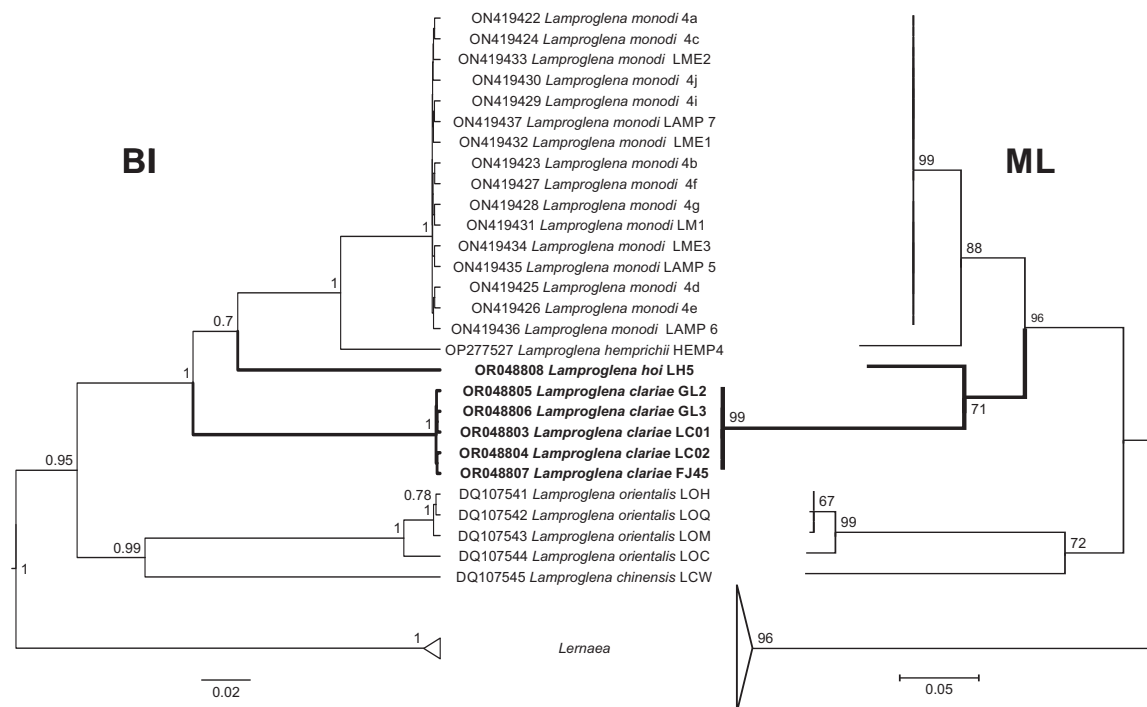 ON419422 Lamproglena monodi 4a
ON419424 Lamproglena monodi 4c
ON419433 Lamproglena monodi LME2
ON419430 Lamproglena monodi 4j
ON419429 Lamproglena monodi 4i
ON419437 Lamproglena monodi LAMP 7
ON419432 Lamproglena monodi LME1
ON419423 Lamproglena monodi 4b
ON419427 Lamproglena monodi 4f
ON419428 Lamproglena monodi 4g
ON419431 Lamproglena monodi LM1
ON419434 Lamproglena monodi LME3
ON419435 Lamproglena monodi LAMP 5
ON419425 Lamproglena monodi 4d
ON419426 Lamproglena monodi 4e
ON419436 Lamproglena monodi LAMP 6
OP277527 Lamproglena hemprichii HEMP4
OR048808 Lamproglena hoi LH5
OR048805 Lamproglena clariae GL2
OR048806 Lamproglena clariae GL3
OR048803 Lamproglena clariae LC01
OR048804 Lamproglena clariae LC02
OR048807 Lamproglena clariae FJ45
DQ107541 Lamproglena orientalis LOH
DQ107542 Lamproglena orientalis LOQ
DQ107543 Lamproglena orientalis LOM
DQ107544 Lamproglena orientalis LOC
DQ107545 Lamproglena chinensis LCW
Lernaea
BI
1
1
0.7
1
1
0.95
0.78
1
1
0.99
1
1
0.02
ML
99
88
96
71
99
67
99
72
96
0.05